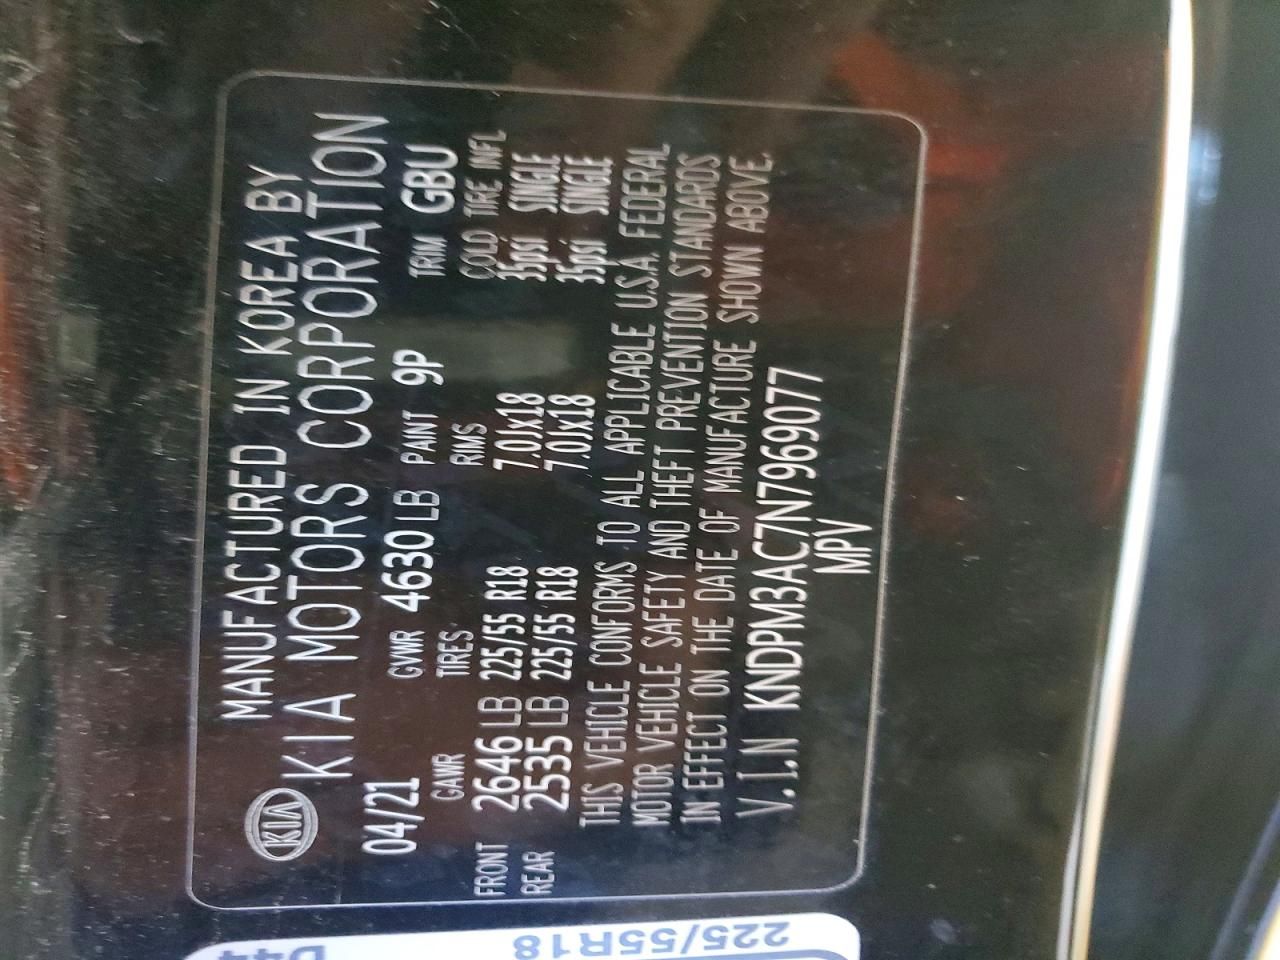 KIA
MANUFACTURED IN KOREA BY
KIA MOTORS CORPORATION
04/21 GVWR 4630 LB PAINT 9P TRIM GBU
GAWR TIRES RIMS COLD TIRE INFL
FRONT 2646 LB 225/55 R18 7.0Jx18 35psi SINGLE
REAR 2535 LB 225/55 R18 7.0Jx18 35psi SINGLE
THIS VEHICLE CONFORMS TO ALL APPLICABLE U.S.A. FEDERAL
MOTOR VEHICLE SAFETY AND THEFT PREVENTION STANDARDS
IN EFFECT ON THE DATE OF MANUFACTURE SHOWN ABOVE.
V.I.N KNDPM3AC7N7969077
MPV
225/55R18